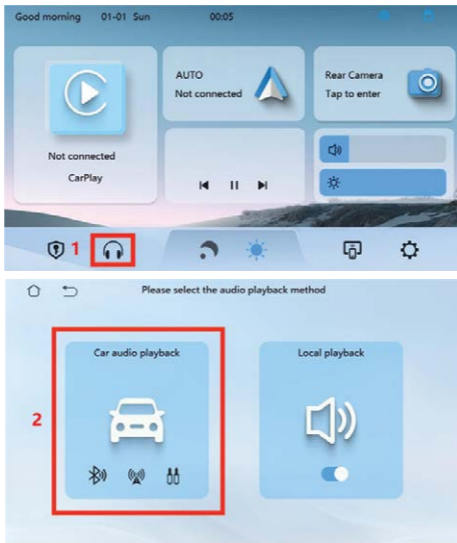 Good morning 01-01 Sun 00:05
AUTO
Not connected
Rear Camera
Tap to enter
Not connected
CarPlay
1
Please select the audio playback method
Car audio playback
Local playback
2